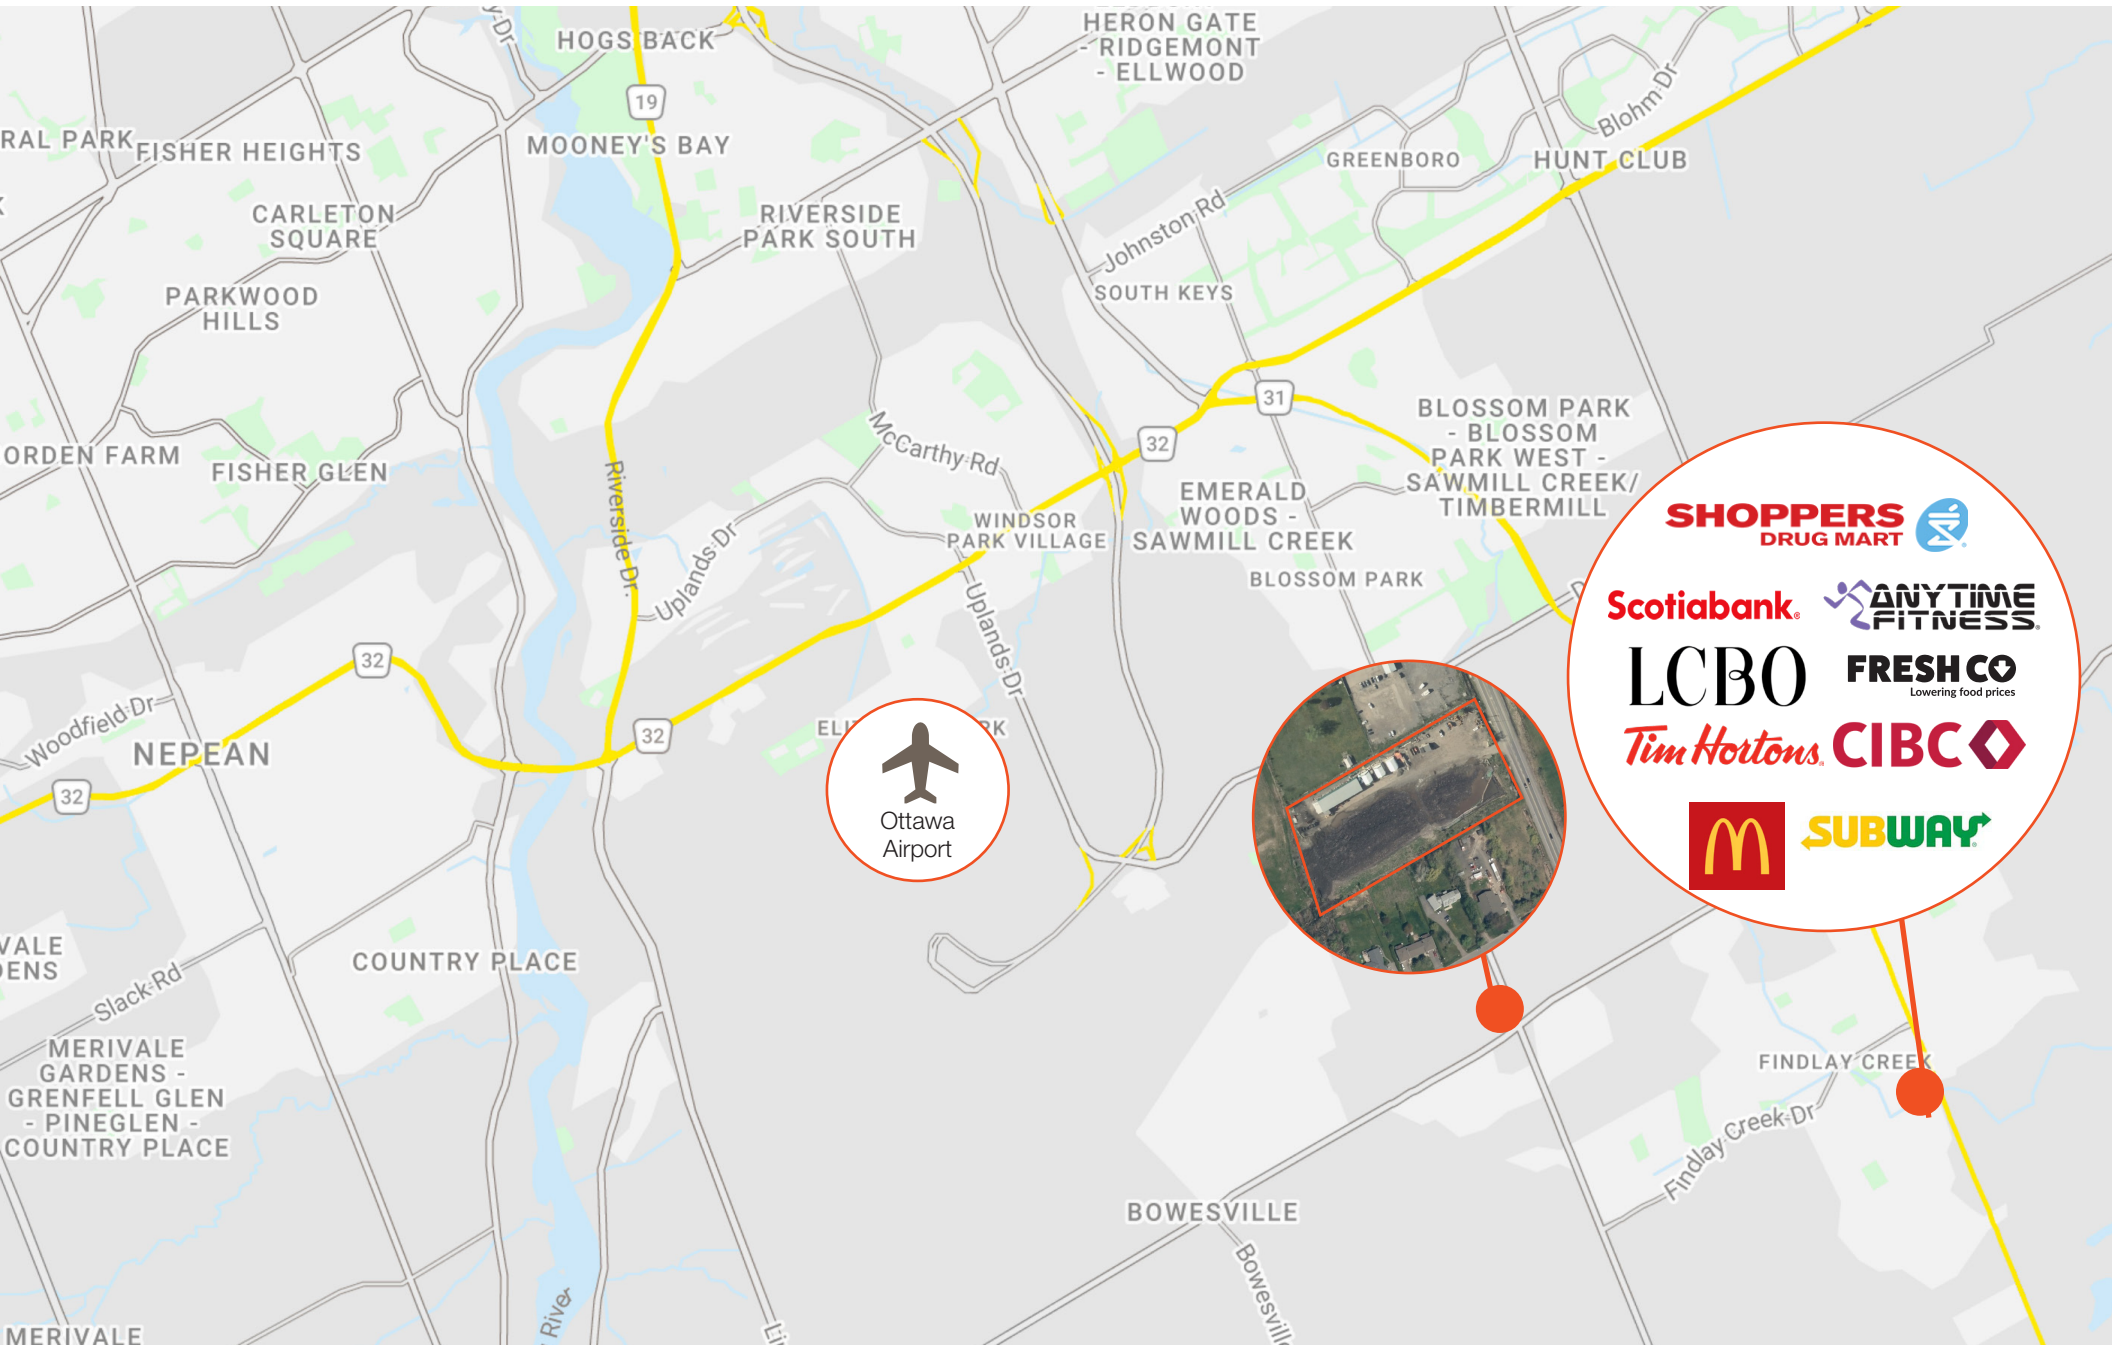 HOGS BACK
HERON GATE
- RIDGEMONT
- ELLWOOD
19
Blohm Dr
RAL PARK
FISHER HEIGHTS
MOONEY'S BAY
GREENBORO
HUNT CLUB
CARLETON
SQUARE
RIVERSIDE
PARK SOUTH
Johnston Rd
PARKWOOD
HILLS
SOUTH KEYS
31
BLOSSOM PARK
- BLOSSOM
PARK WEST -
SAWMILL CREEK/
TIMBERMILL
ORDEN FARM
FISHER GLEN
McCarthy Rd
32
Riverside Dr.
EMERALD
WOODS -
SAWMILL CREEK
WINDSOR
PARK VILLAGE
Uplands Dr
BLOSSOM PARK
Uplands Dr
SHOPPERS
DRUG MART
Scotiabank
ANYTIME
FITNESS
LCBO
FRESHCO
Lowering food prices
Tim Hortons
CIBC
SUBWAY
32
Woodfield Dr
NEPEAN
32
32
ELI
RK
Ottawa
Airport
VALE
DENS
Slack Rd
COUNTRY PLACE
MERIVALE
GARDENS -
GRENFELL GLEN
- PINEGLEN -
COUNTRY PLACE
FINDLAY CREEK
Findlay Creek Dr
BOWESVILLE
Bowesville
River
MERIVALE